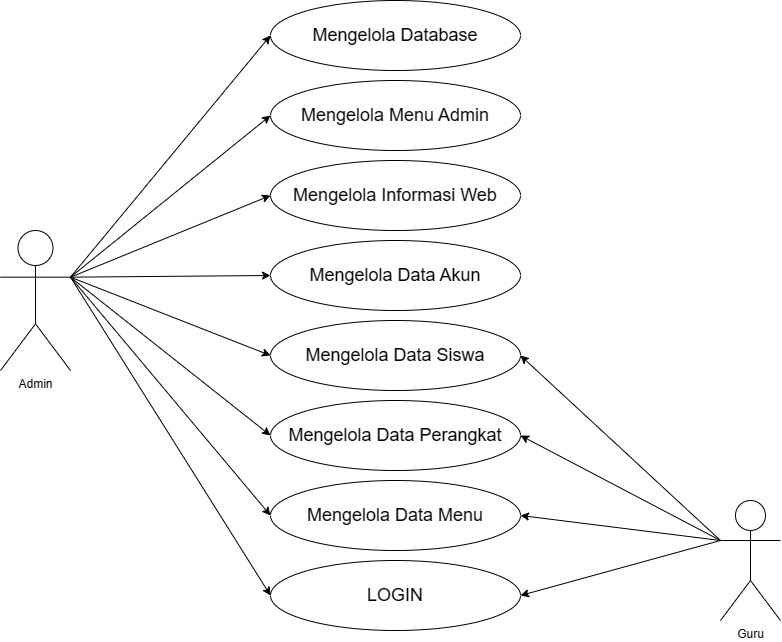 Mengelola Database
Mengelola Menu Admin
Mengelola Informasi Web
Mengelola Data Akun
Mengelola Data Siswa
Admin
Mengelola Data Perangkat
Mengelola Data Menu
LOGIN
Guru